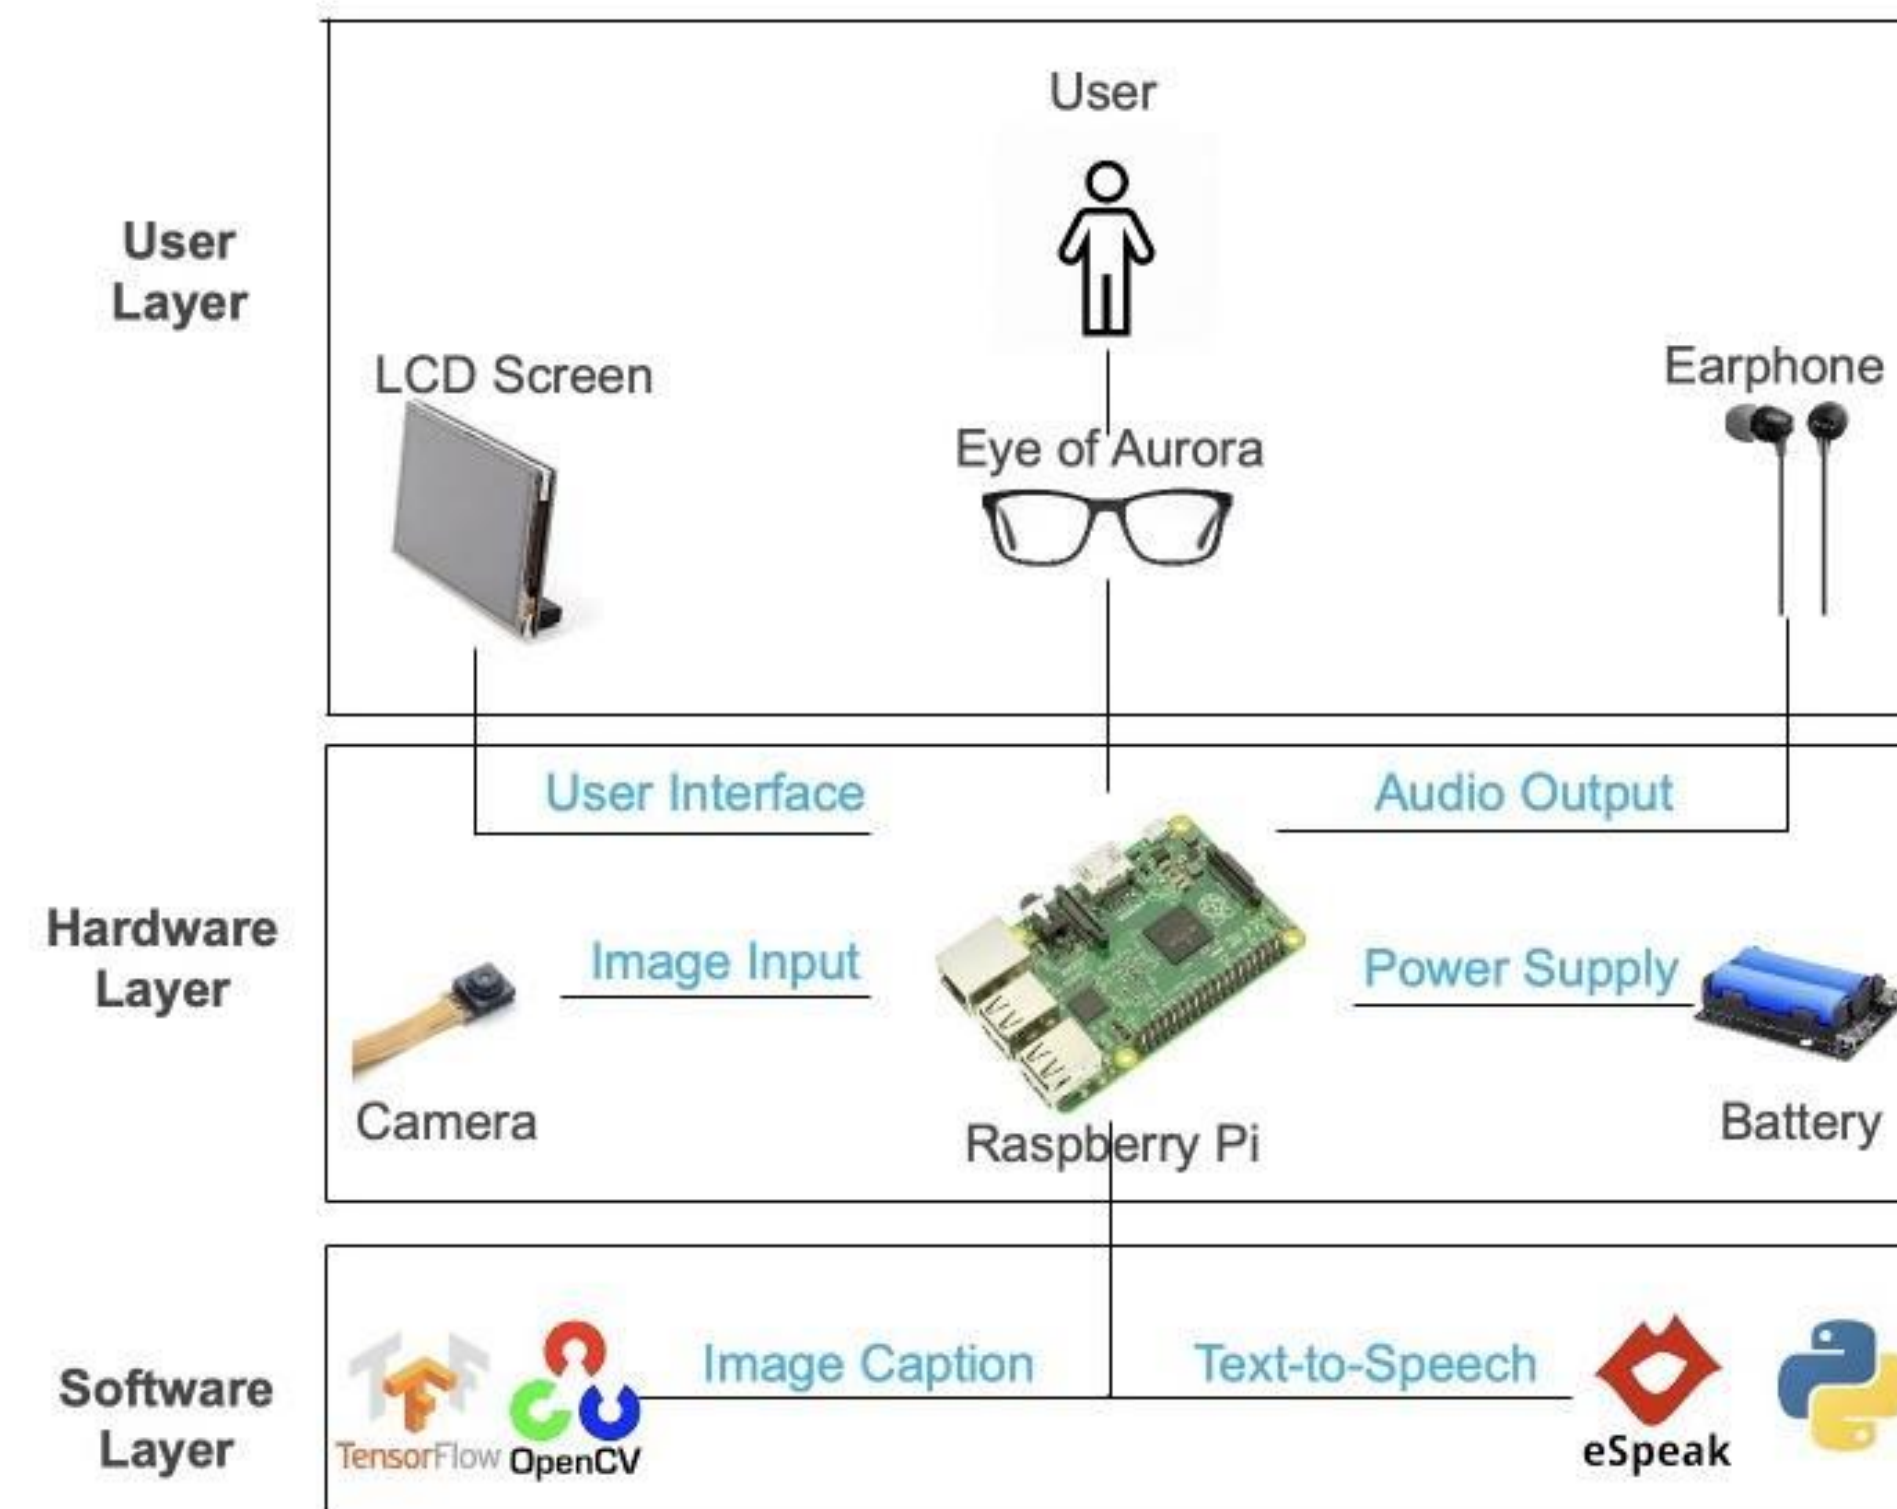 User
User
Layer
LCD Screen
Eye of Aurora
Earphone
User Interface
Audio Output
Hardware
Layer
Image Input
Power Supply
Camera
Raspberry Pi
Battery
Software
Layer
Image Caption
Text-to-Speech
TensorFlow
OpenCV
eSpeak